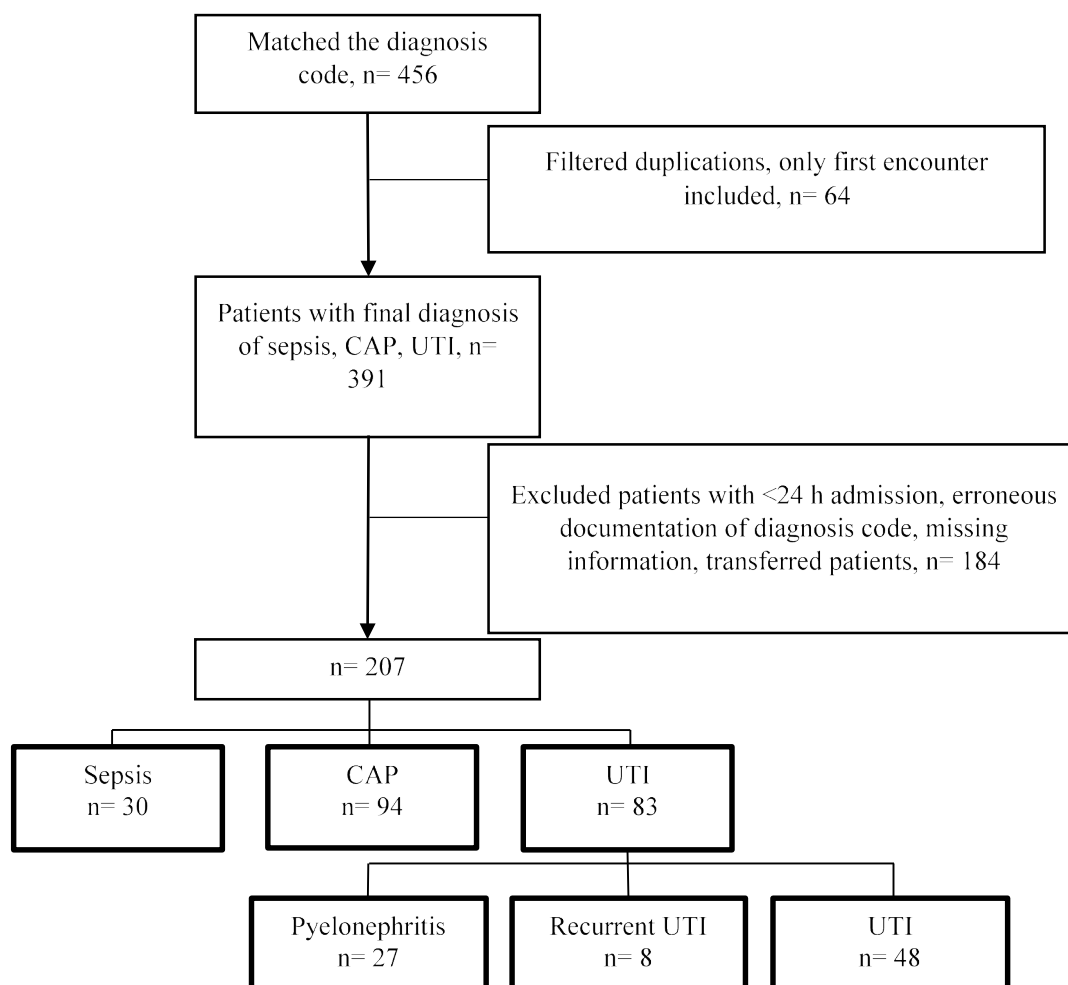 Matched the diagnosis
code, n= 456
Filtered duplications, only first encounter
included, n= 64
Patients with final diagnosis
of sepsis, CAP, UTI, n=
391
Excluded patients with <24 h admission, erroneous
documentation of diagnosis code, missing
information, transferred patients, n= 184
n= 207
Sepsis
n= 30
CAP
n= 94
UTI
n= 83
Pyelonephritis
n= 27
Recurrent UTI
n= 8
UTI
n= 48